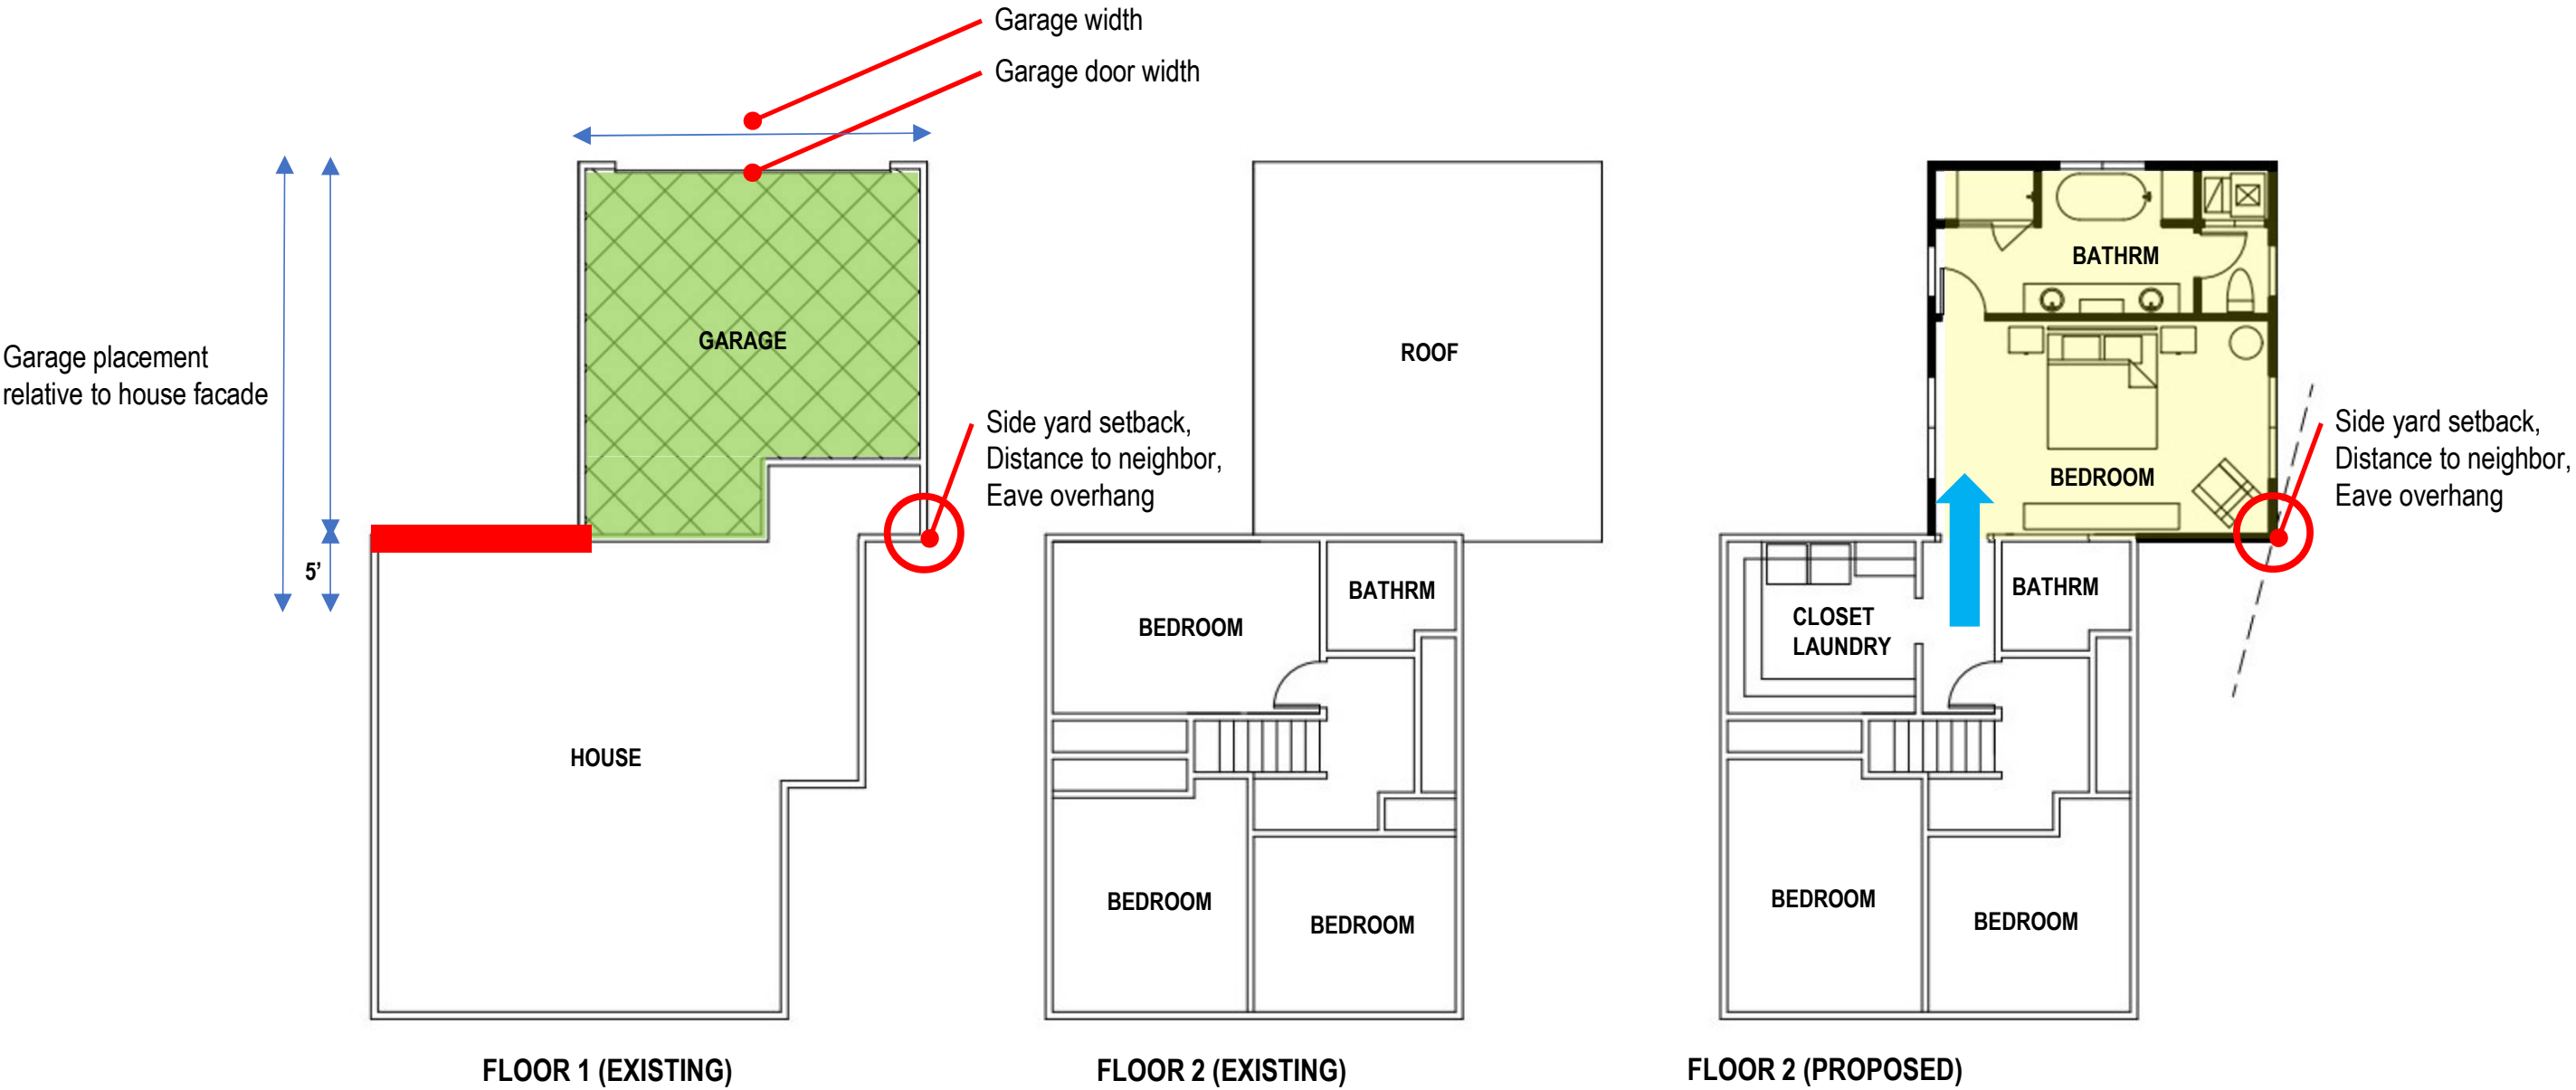 Garage width
Garage door width
Garage placement
relative to house facade
5’
GARAGE
Side yard setback,
Distance to neighbor,
Eave overhang
HOUSE
FLOOR 1 (EXISTING)
ROOF
BEDROOM
BATHRM
BEDROOM
BEDROOM
FLOOR 2 (EXISTING)
BATHRM
BEDROOM
Side yard setback,
Distance to neighbor,
Eave overhang
CLOSET
LAUNDRY
BATHRM
BEDROOM
BEDROOM
FLOOR 2 (PROPOSED)